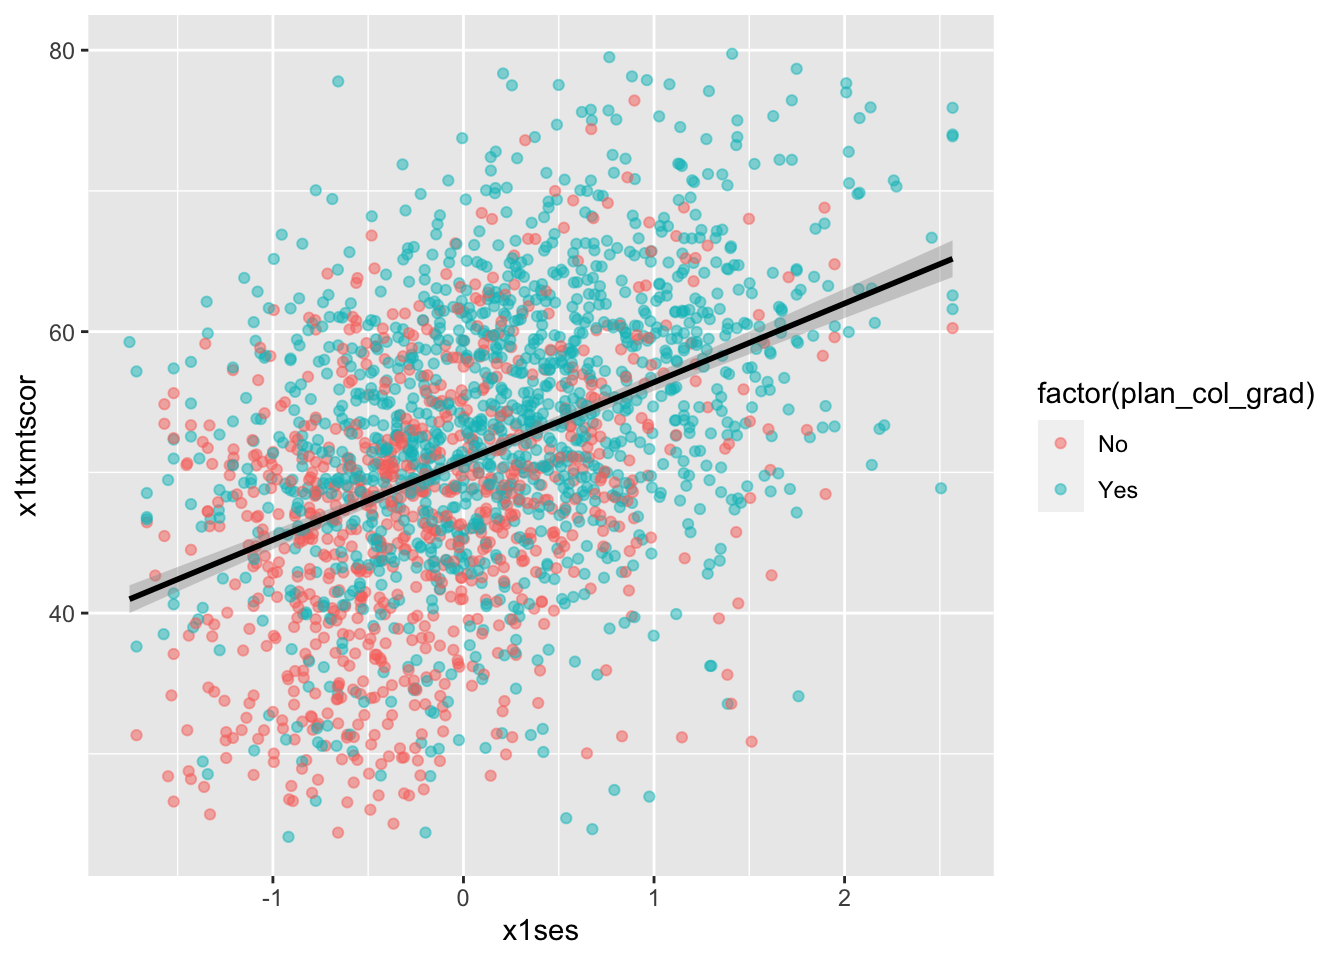 80
60
40
x1txmtscor
-1
0
1
2
x1ses
factor(plan_col_grad)
No
Yes